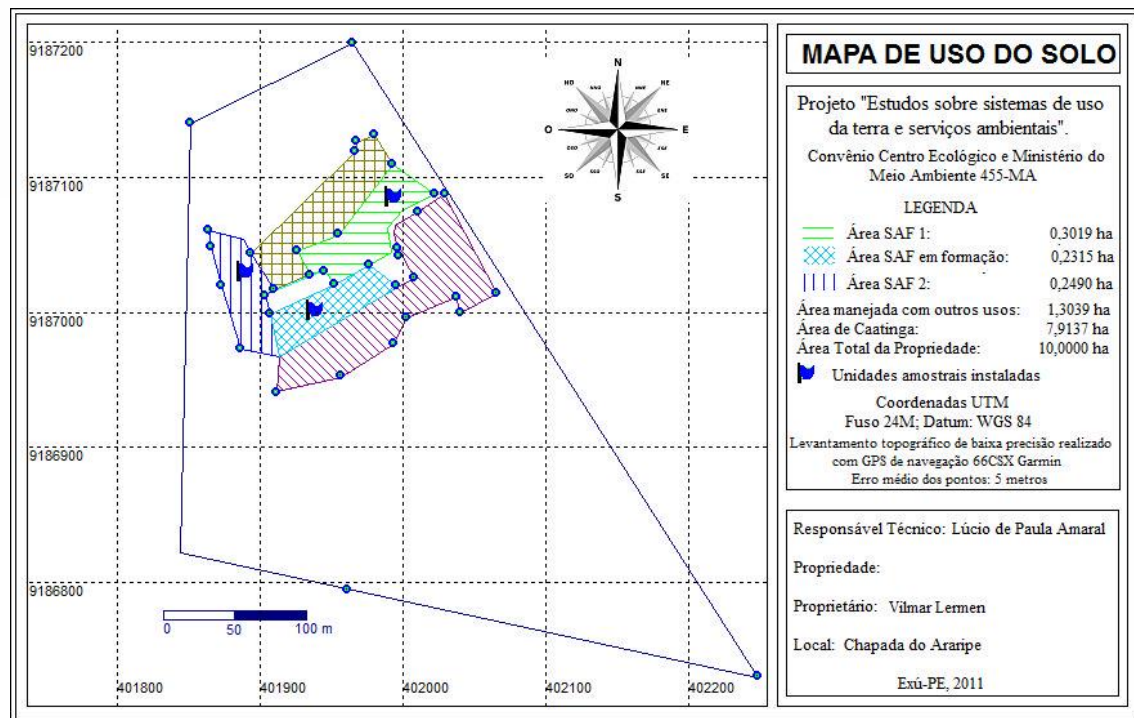 9187200
9187100
9187000
9186900
9186800
401800
401900
402000
402100
402200
0 50 100 m
N
NE
E
SE
S
SO
O
MAPA DE USO DO SOLO
Projeto "Estudos sobre sistemas de uso
da terra e serviços ambientais".
Convênio Centro Ecológico e Ministério do
Meio Ambiente 455-MA
LEGENDA
Área SAF 1: 0,3019 ha
Área SAF em formação: 0,2315 ha
Área SAF 2: 0,2490 ha
Área manejada com outros usos: 1,3039 ha
Área de Caatinga: 7,9137 ha
Área Total da Propriedade: 10,0000 ha
Unidades amostrais instaladas
Coordenadas UTM
Fuso 24M; Datum: WGS 84
Levantamento topográfico de baixa precisão realizado
com GPS de navegação 66CSX Garmin
Erro médio dos pontos: 5 metros
Responsável Técnico: Lúcio de Paula Amaral
Propriedade:
Proprietário: Vilmar Lermen
Local: Chapada do Araripe
Exú-PE, 2011